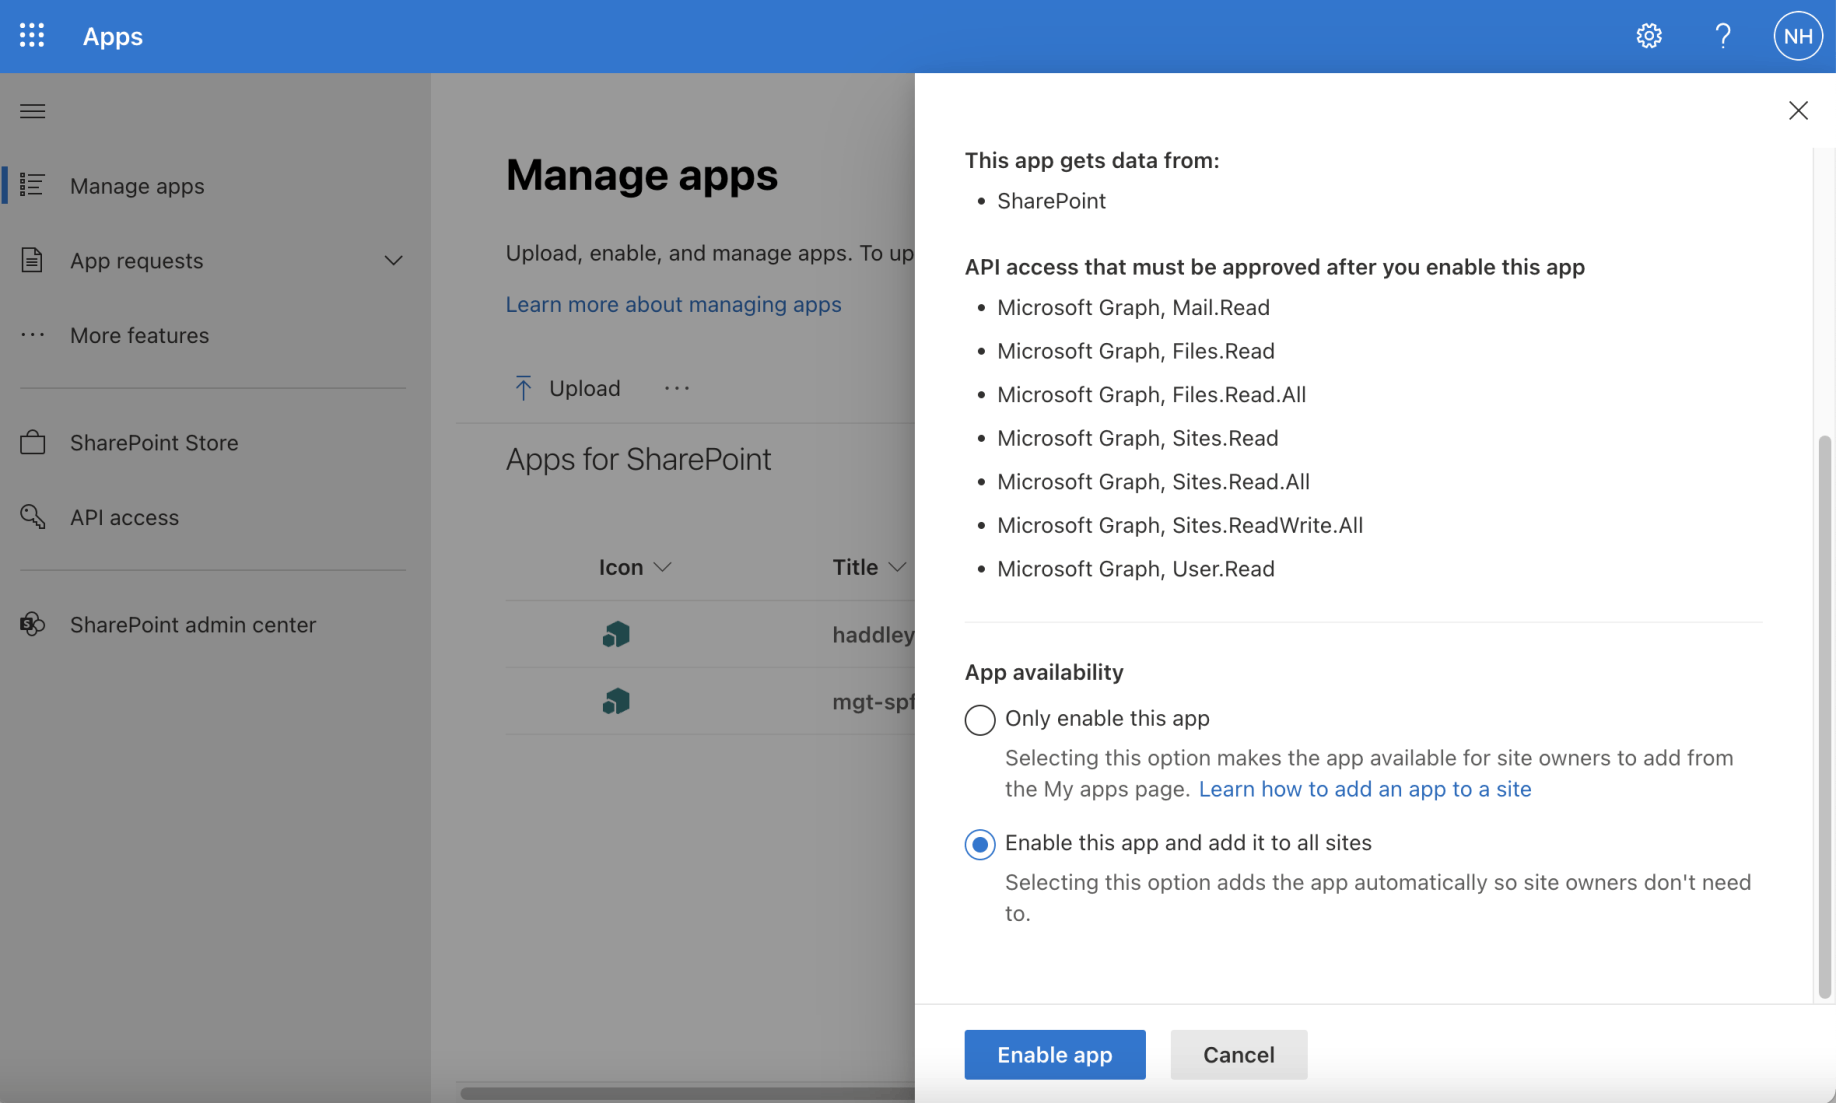 Apps
?
NH
Manage apps
App requests
More features
SharePoint Store
API access
SharePoint admin center
Manage apps
Upload, enable, and manage apps. To up
Learn more about managing apps
Upload
Apps for SharePoint
Icon
Title
haddley
mgt-spf
This app gets data from:
• SharePoint
API access that must be approved after you enable this app
• Microsoft Graph, Mail.Read
• Microsoft Graph, Files.Read
• Microsoft Graph, Files.Read.All
• Microsoft Graph, Sites.Read
• Microsoft Graph, Sites.Read.All
• Microsoft Graph, Sites.ReadWrite.All
• Microsoft Graph, User.Read
App availability
Only enable this app
Selecting this option makes the app available for site owners to add from
the My apps page. Learn how to add an app to a site
Enable this app and add it to all sites
Selecting this option adds the app automatically so site owners don't need
to.
Enable app
Cancel